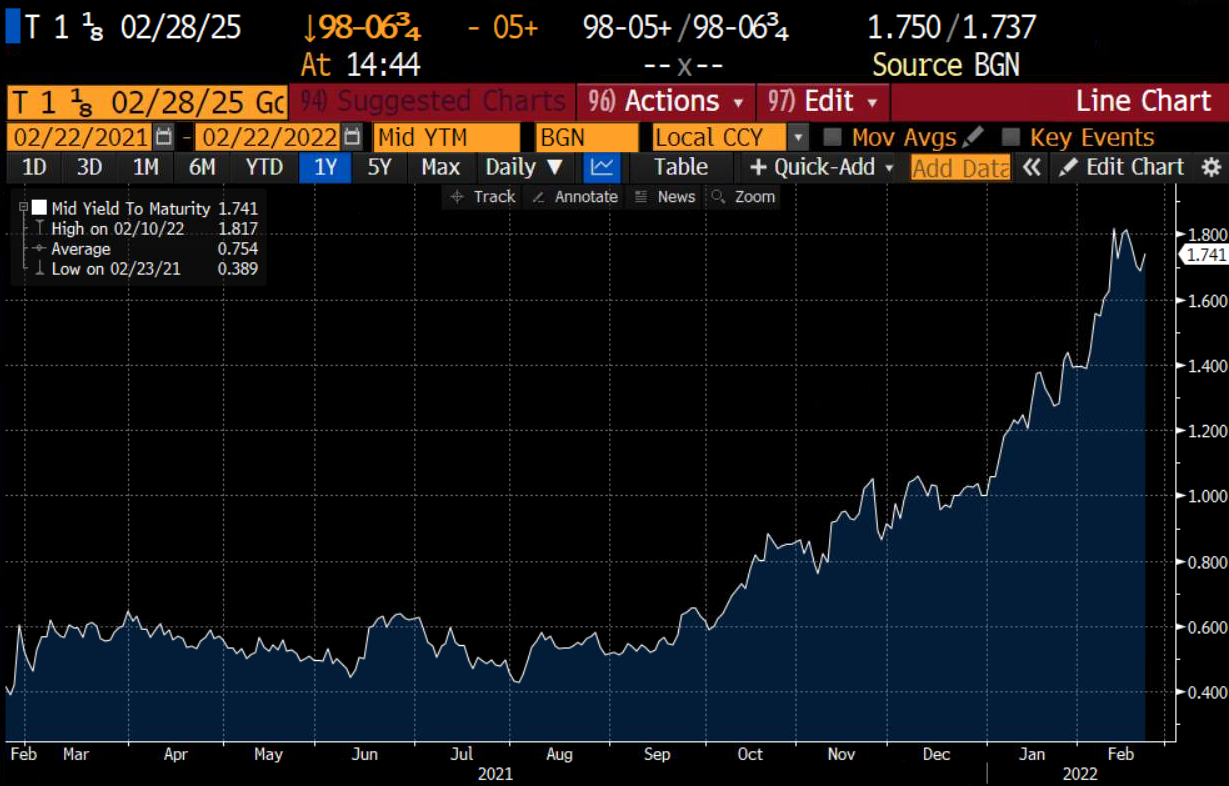 T 1 ⅛ 02/28/25 ↓98-06¾ - 05+ 98-05+/98-06¾ 1.750/1.737
At 14:44 --x-- Source BGN
T 1 ⅛ 02/28/25 Gc 94) Suggested Charts 96) Actions ▾ 97) Edit ▾ Line Chart
02/22/2021 - 02/22/2022 Mid YTM BGN Local CCY ▾ Mov Avgs Key Events
1D 3D 1M 6M YTD 1Y 5Y Max Daily ▼ Table + Quick-Add ▾ Add Data « Edit Chart
Track Annotate News Zoom
Mid Yield To Maturity 1.741
High on 02/10/22 1.817
Average 0.754
Low on 02/23/21 0.389
1.800
1.741
1.600
1.400
1.200
1.000
0.800
0.600
0.400
Feb Mar Apr May Jun Jul Aug Sep Oct Nov Dec Jan Feb
2021 2022